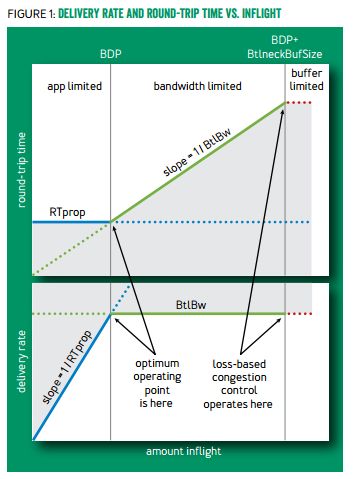 FIGURE 1: DELIVERY RATE AND ROUND-TRIP TIME VS. INFLIGHT
BDP
BDP+
BtlneckBufSize
app limited
bandwidth limited
buffer
limited
round-trip time
slope = 1 / BtlBw
RTprop
delivery rate
slope = 1 / RTprop
BtlBw
optimum
operating
point
is here
loss-based
congestion
control
operates here
amount inflight